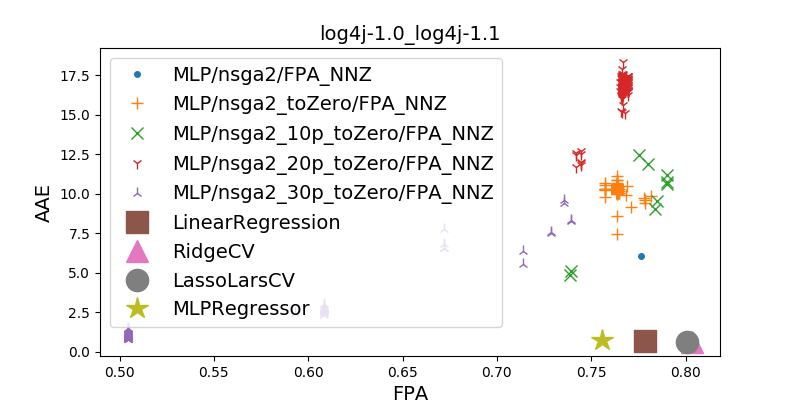 log4j-1.0_log4j-1.1
AAE
17.5
15.0
12.5
10.0
7.5
5.0
2.5
0.0
MLP/nsga2/FPA_NNZ
MLP/nsga2_toZero/FPA_NNZ
MLP/nsga2_10p_toZero/FPA_NNZ
MLP/nsga2_20p_toZero/FPA_NNZ
MLP/nsga2_30p_toZero/FPA_NNZ
LinearRegression
RidgeCV
LassoLarsCV
MLPRegressor
0.50 0.55 0.60 0.65 0.70 0.75 0.80
FPA